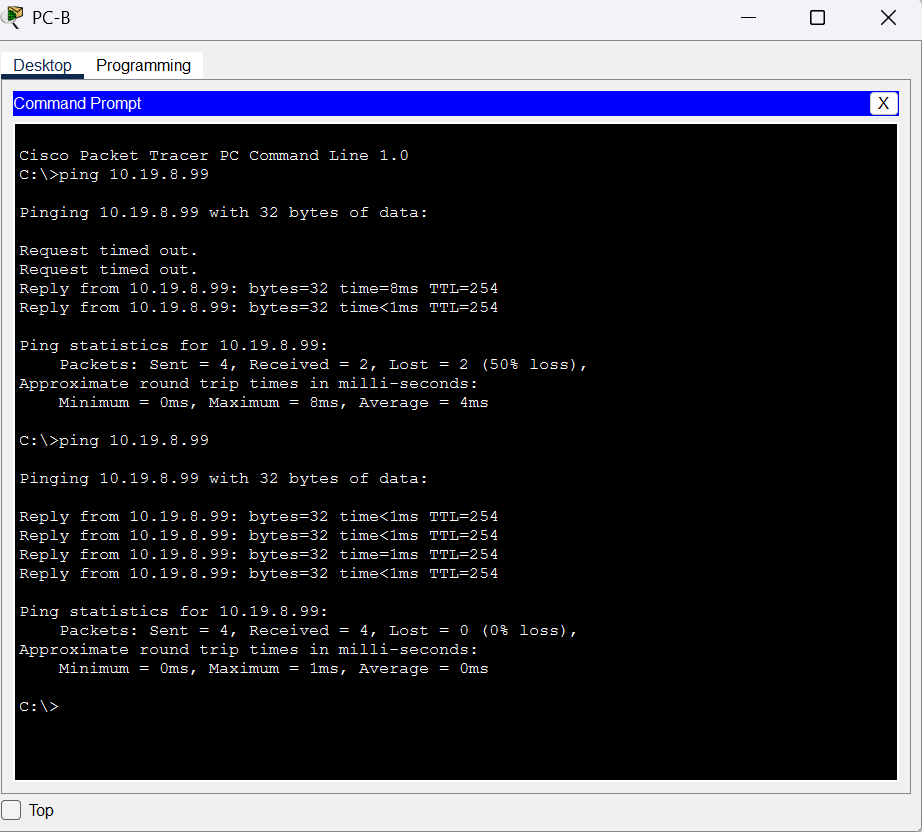 PC-B
Desktop Programming
Command Prompt X
Cisco Packet Tracer PC Command Line 1.0
C:\>ping 10.19.8.99
Pinging 10.19.8.99 with 32 bytes of data:
Request timed out.
Request timed out.
Reply from 10.19.8.99: bytes=32 time=8ms TTL=254
Reply from 10.19.8.99: bytes=32 time<1ms TTL=254
Ping statistics for 10.19.8.99:
    Packets: Sent = 4, Received = 2, Lost = 2 (50% loss),
Approximate round trip times in milli-seconds:
    Minimum = 0ms, Maximum = 8ms, Average = 4ms
C:\>ping 10.19.8.99
Pinging 10.19.8.99 with 32 bytes of data:
Reply from 10.19.8.99: bytes=32 time<1ms TTL=254
Reply from 10.19.8.99: bytes=32 time<1ms TTL=254
Reply from 10.19.8.99: bytes=32 time=1ms TTL=254
Reply from 10.19.8.99: bytes=32 time<1ms TTL=254
Ping statistics for 10.19.8.99:
    Packets: Sent = 4, Received = 4, Lost = 0 (0% loss),
Approximate round trip times in milli-seconds:
    Minimum = 0ms, Maximum = 1ms, Average = 0ms
C:\>
Top